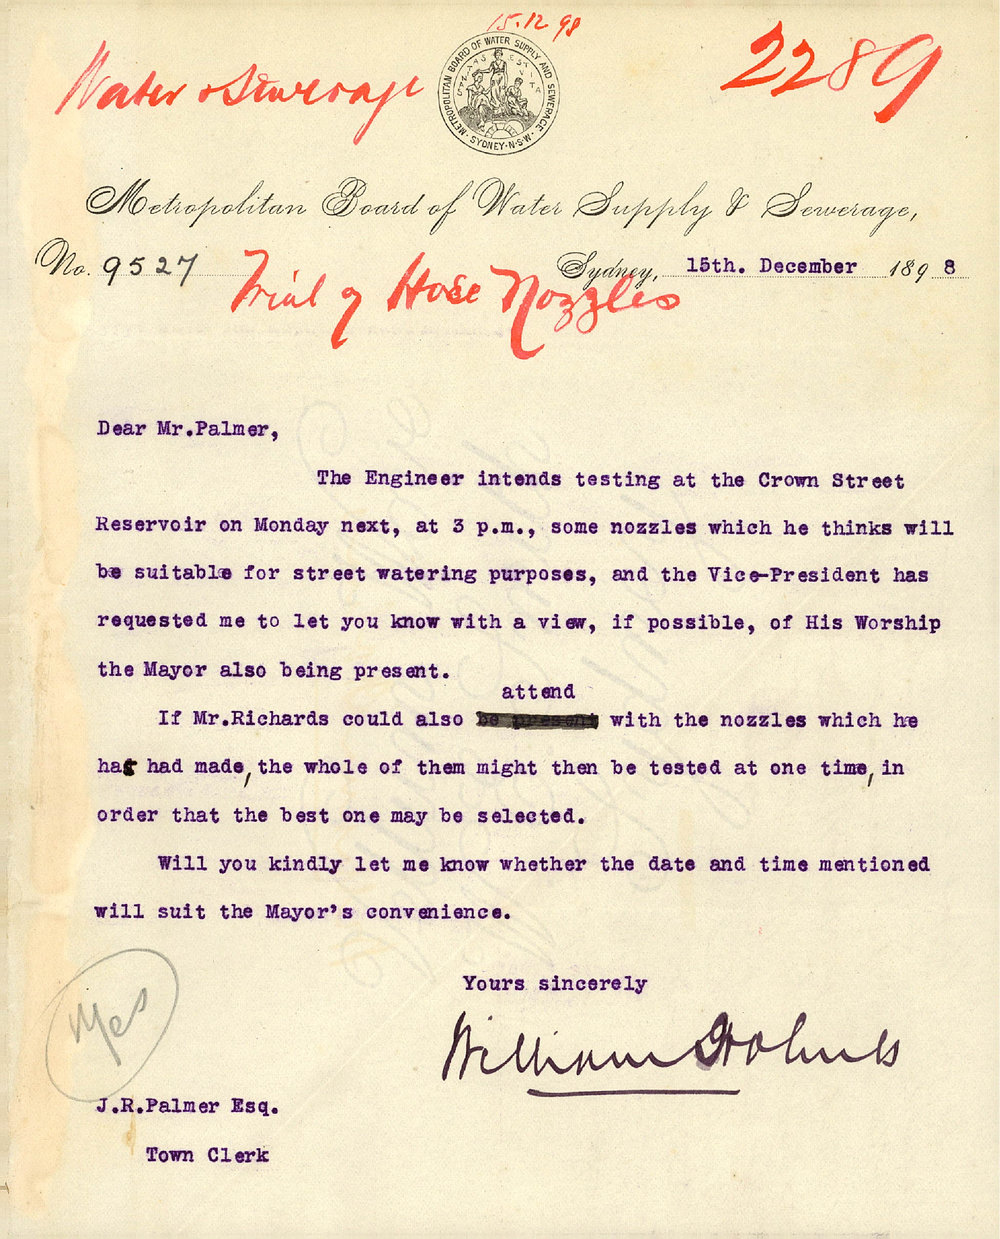 15.12.98
Water & Sewerage
2289
METROPOLITAN BOARD OF WATER SUPPLY AND SEWERAGE.
SYDNEY·N·S·W·
Metropolitan Board of Water Supply & Sewerage,
No. 9527
Sydney, 15th. December 1898
Trial of Hose Nozzles
Dear Mr.Palmer,
The Engineer intends testing at the Crown Street
Reservoir on Monday next, at 3 p.m., some nozzles which he thinks will
be suitable for street watering purposes, and the Vice-President has
requested me to let you know with a view, if possible, of His Worship
the Mayor also being present.
attend
If Mr.Richards could also be present with the nozzles which he
has had made, the whole of them might then be tested at one time, in
order that the best one may be selected.
Will you kindly let me know whether the date and time mentioned
will suit the Mayor's convenience.
Yours sincerely
William Holmes
Yes
J.R.Palmer Esq.
Town Clerk